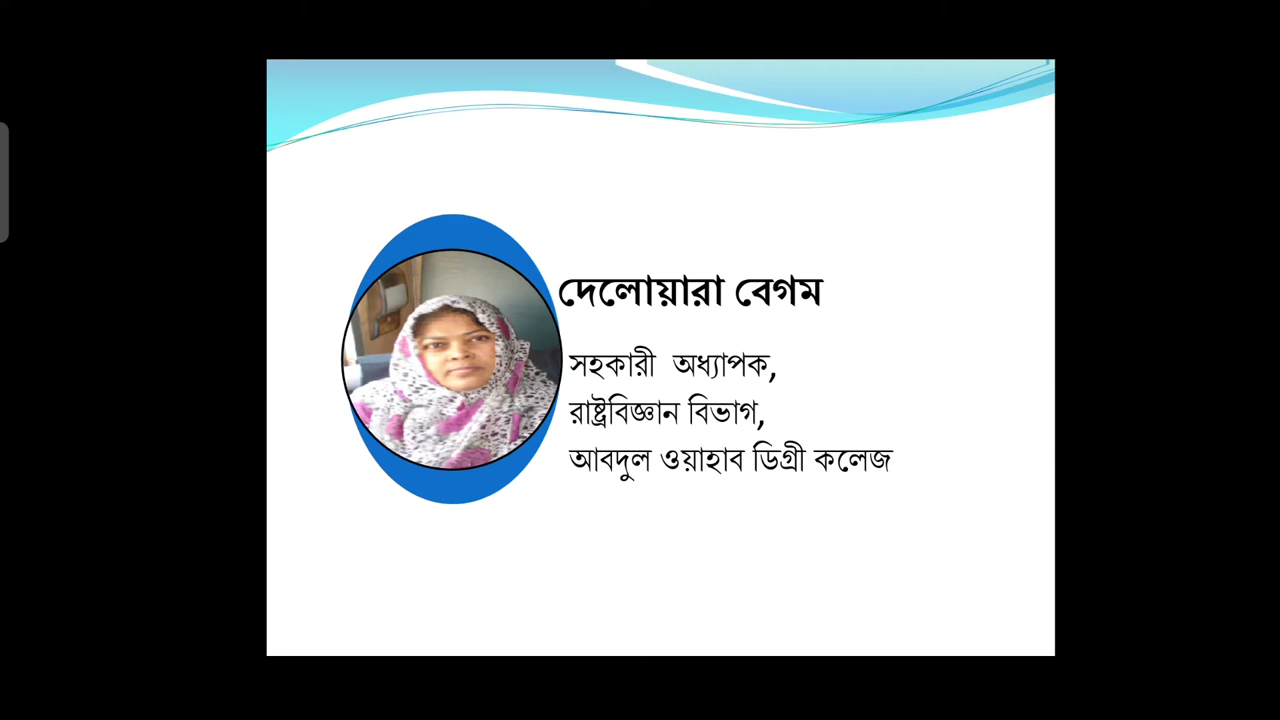 দেলোয়ারা বেগম
সহকারী অধ্যাপক,
রাষ্ট্রবিজ্ঞান বিভাগ,
আবদুল ওয়াহাব ডিগ্রী কলেজ